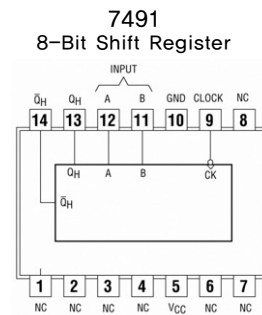 7491
8-Bit Shift Register
INPUT
Q̅H QH A B GND CLOCK NC
14 13 12 11 10 9 8
QH A B CK
Q̅H
1 2 3 4 5 6 7
NC NC NC NC VCC NC NC